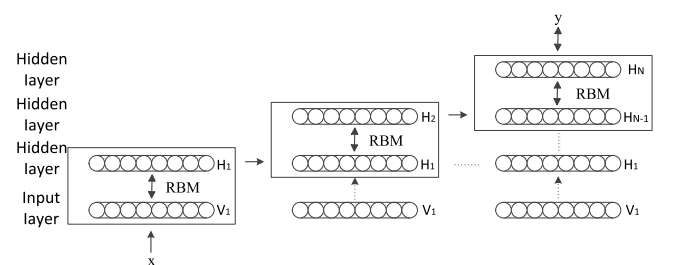 y
Hidden
layer
HN
RBM
Hidden
layer
H2
HN-1
RBM
Hidden
layer
H1
H1
H1
RBM
Input
layer
V1
V1
V1
x